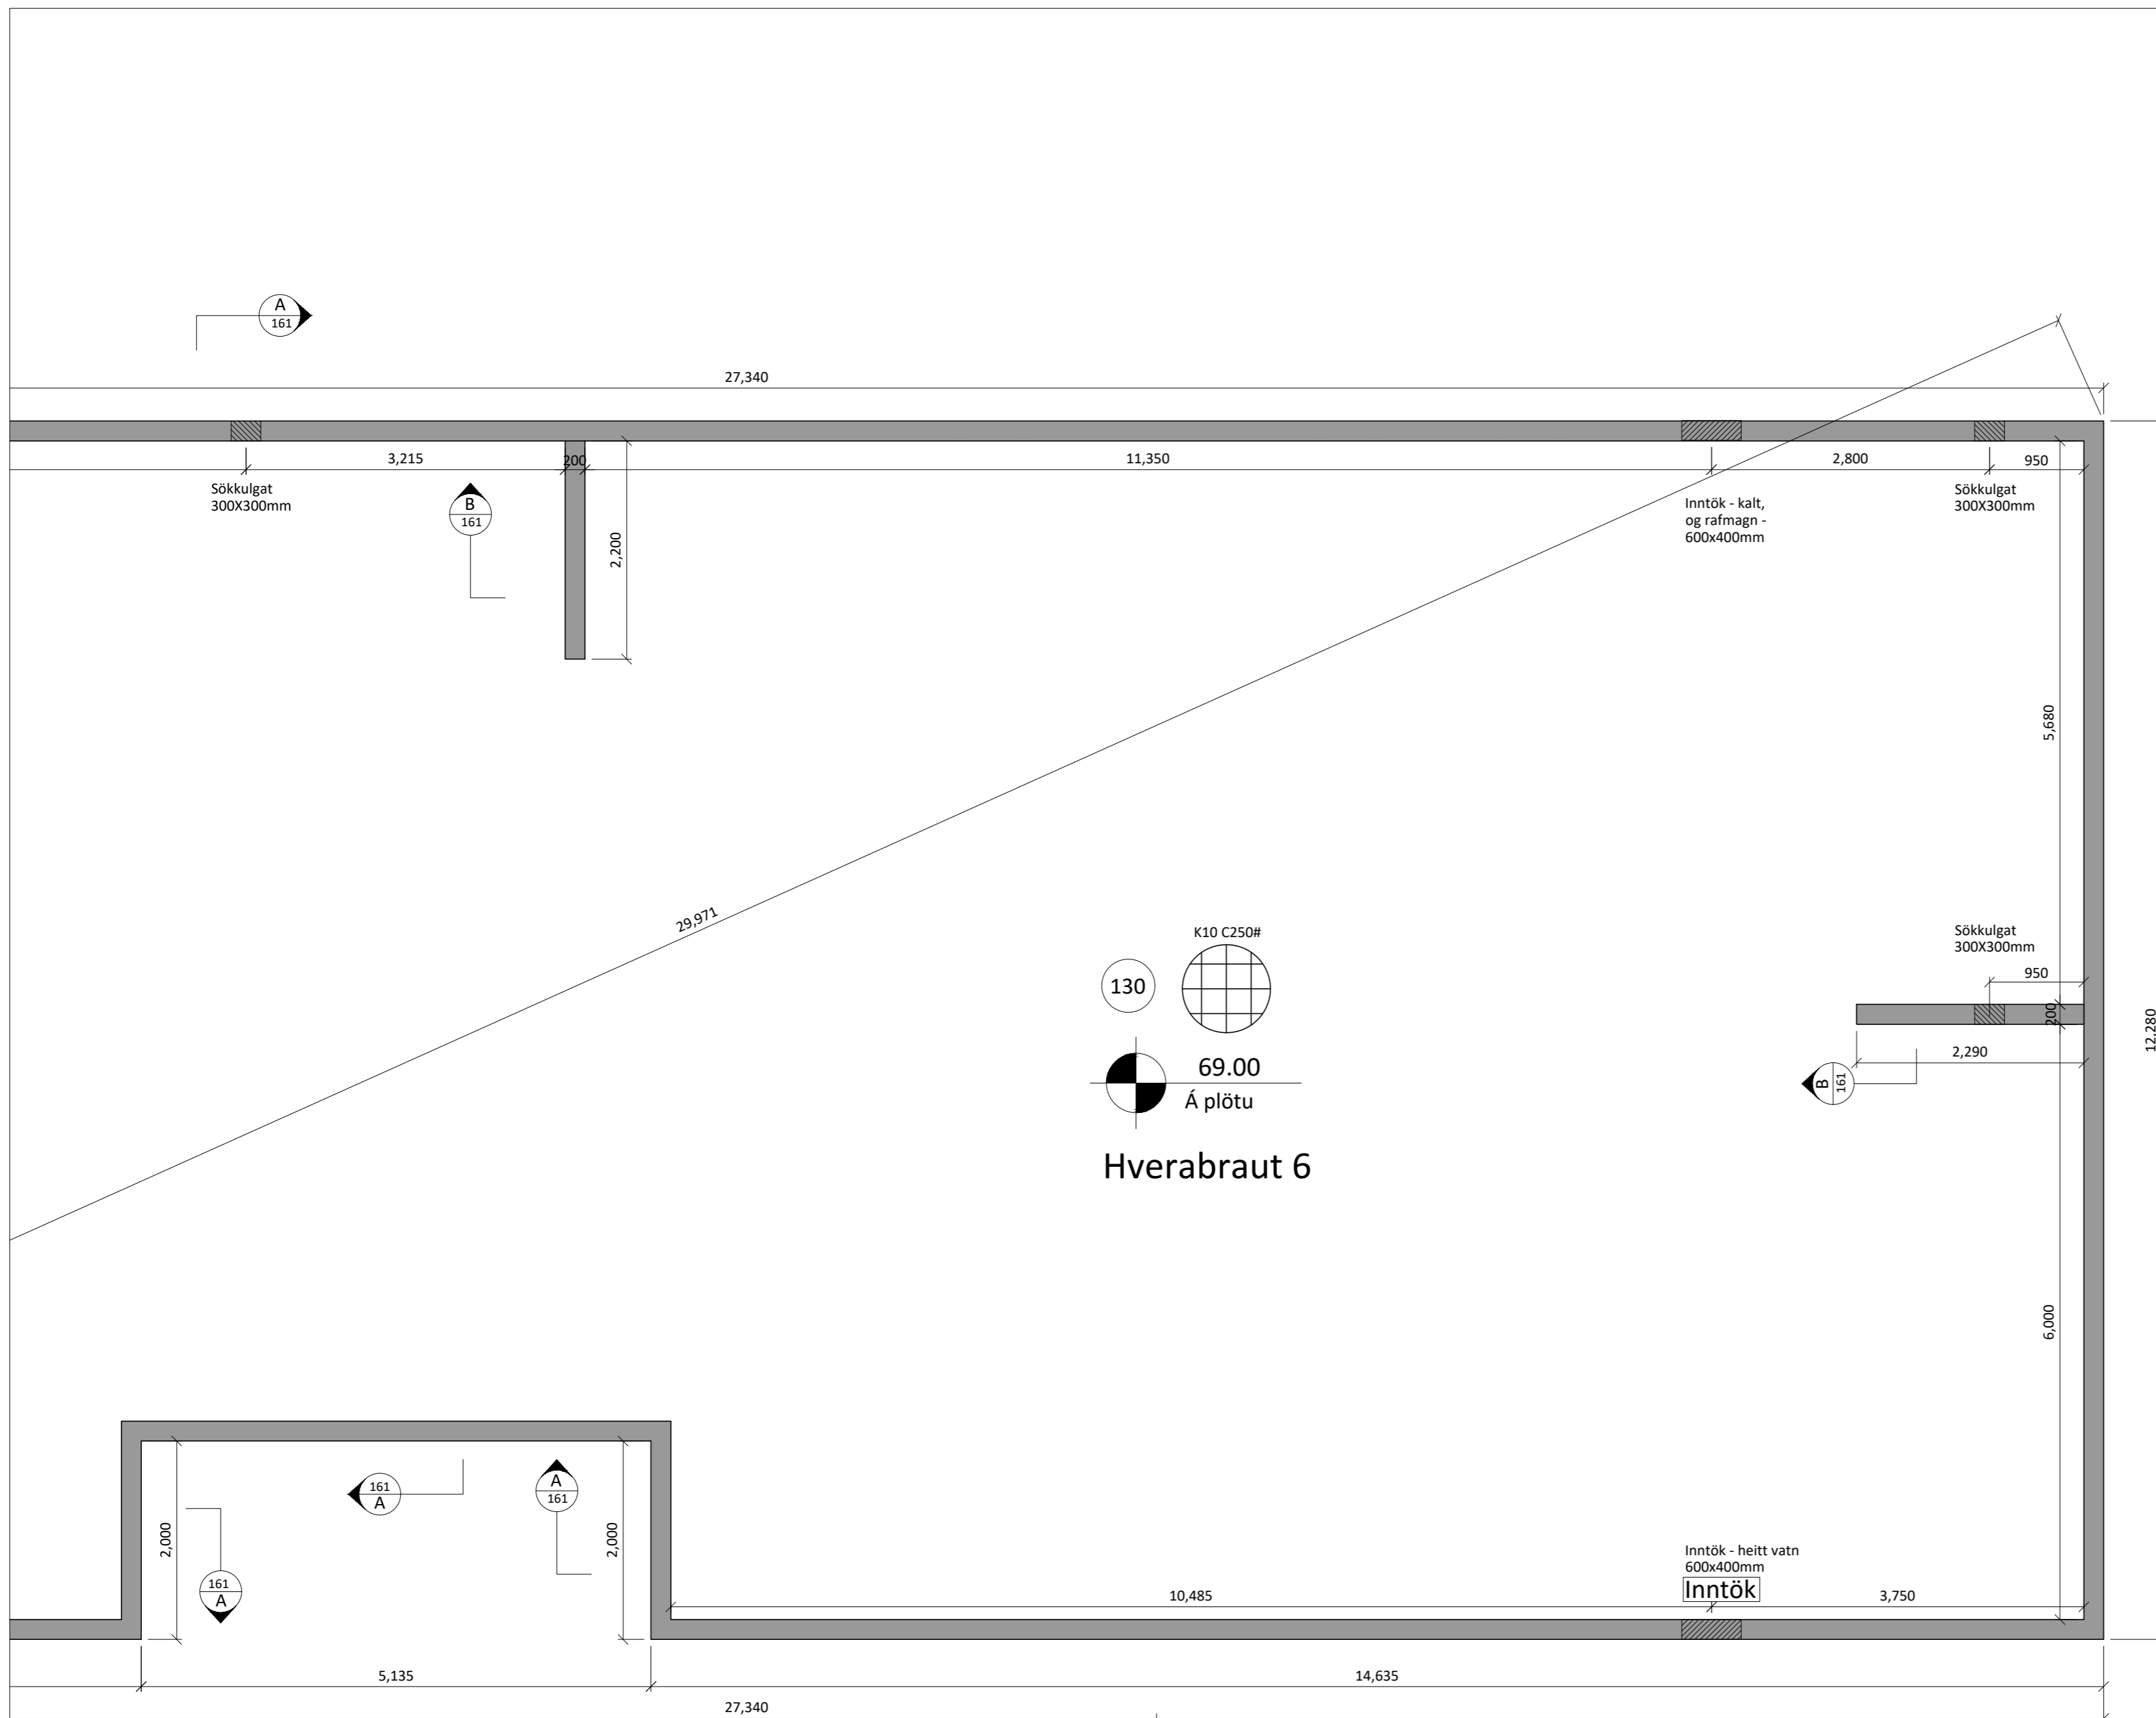 A
161
27,340
3,215
200
11,350
2,800
950
Sökkulgat
300X300mm
B
161
2,200
Inntök - kalt,
og rafmagn -
600x400mm
Sökkulgat
300X300mm
5,680
29,971
K10 C250#
130
Sökkulgat
300X300mm
950
200
12,280
2,290
B
161
69.00
Á plötu
Hverabraut 6
6,000
161
A
A
161
2,000
2,000
161
A
Inntök - heitt vatn
600x400mm
Inntök
10,485
3,750
5,135
14,635
27,340